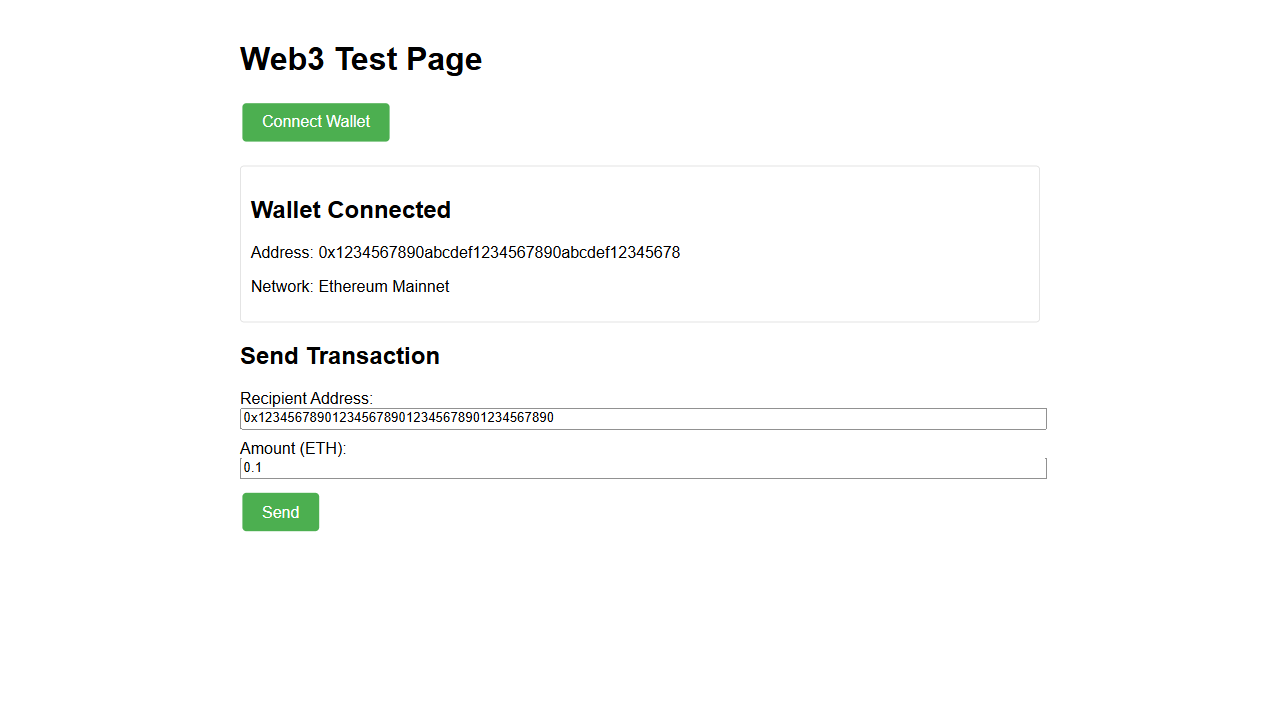 Web3 Test Page
Connect Wallet
Wallet Connected
Address: 0x1234567890abcdef1234567890abcdef12345678
Network: Ethereum Mainnet
Send Transaction
Recipient Address:
0x1234567890123456789012345678901234567890
Amount (ETH):
0.1
Send